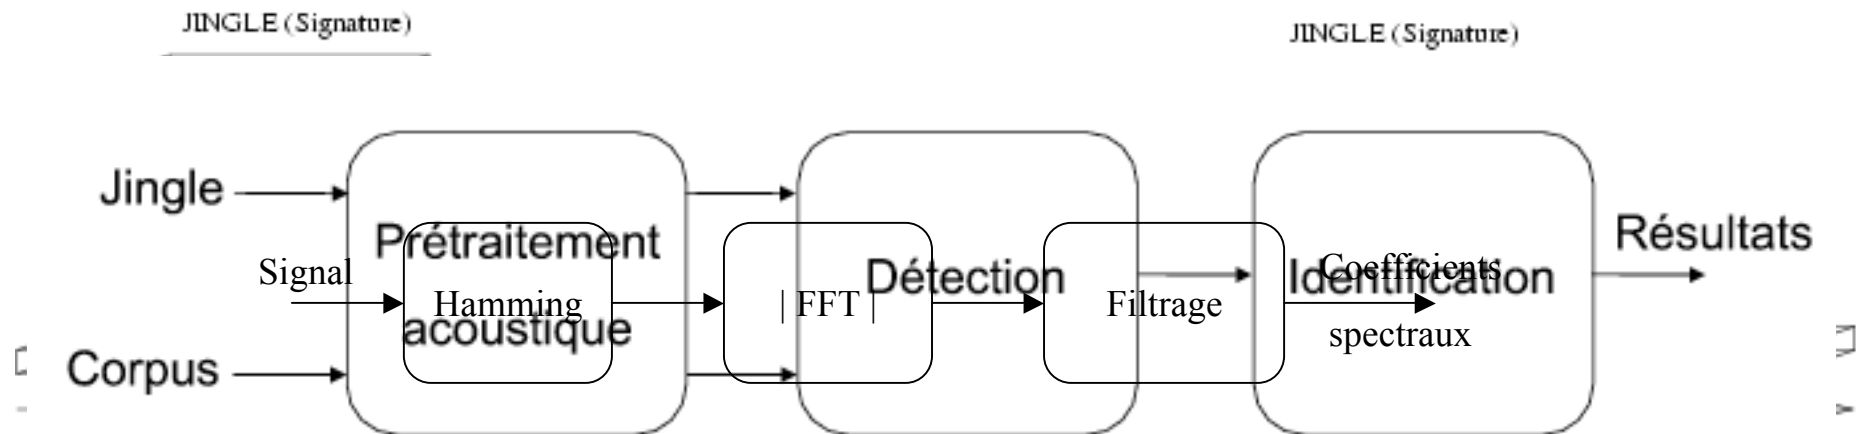 JINGLE (Signature)
JINGLE (Signature)
Jingle
Prétraitement
acoustique
Détection
Identification
Résultats
Corpus
Signal
Hamming
| FFT |
Filtrage
Coefficients
spectraux